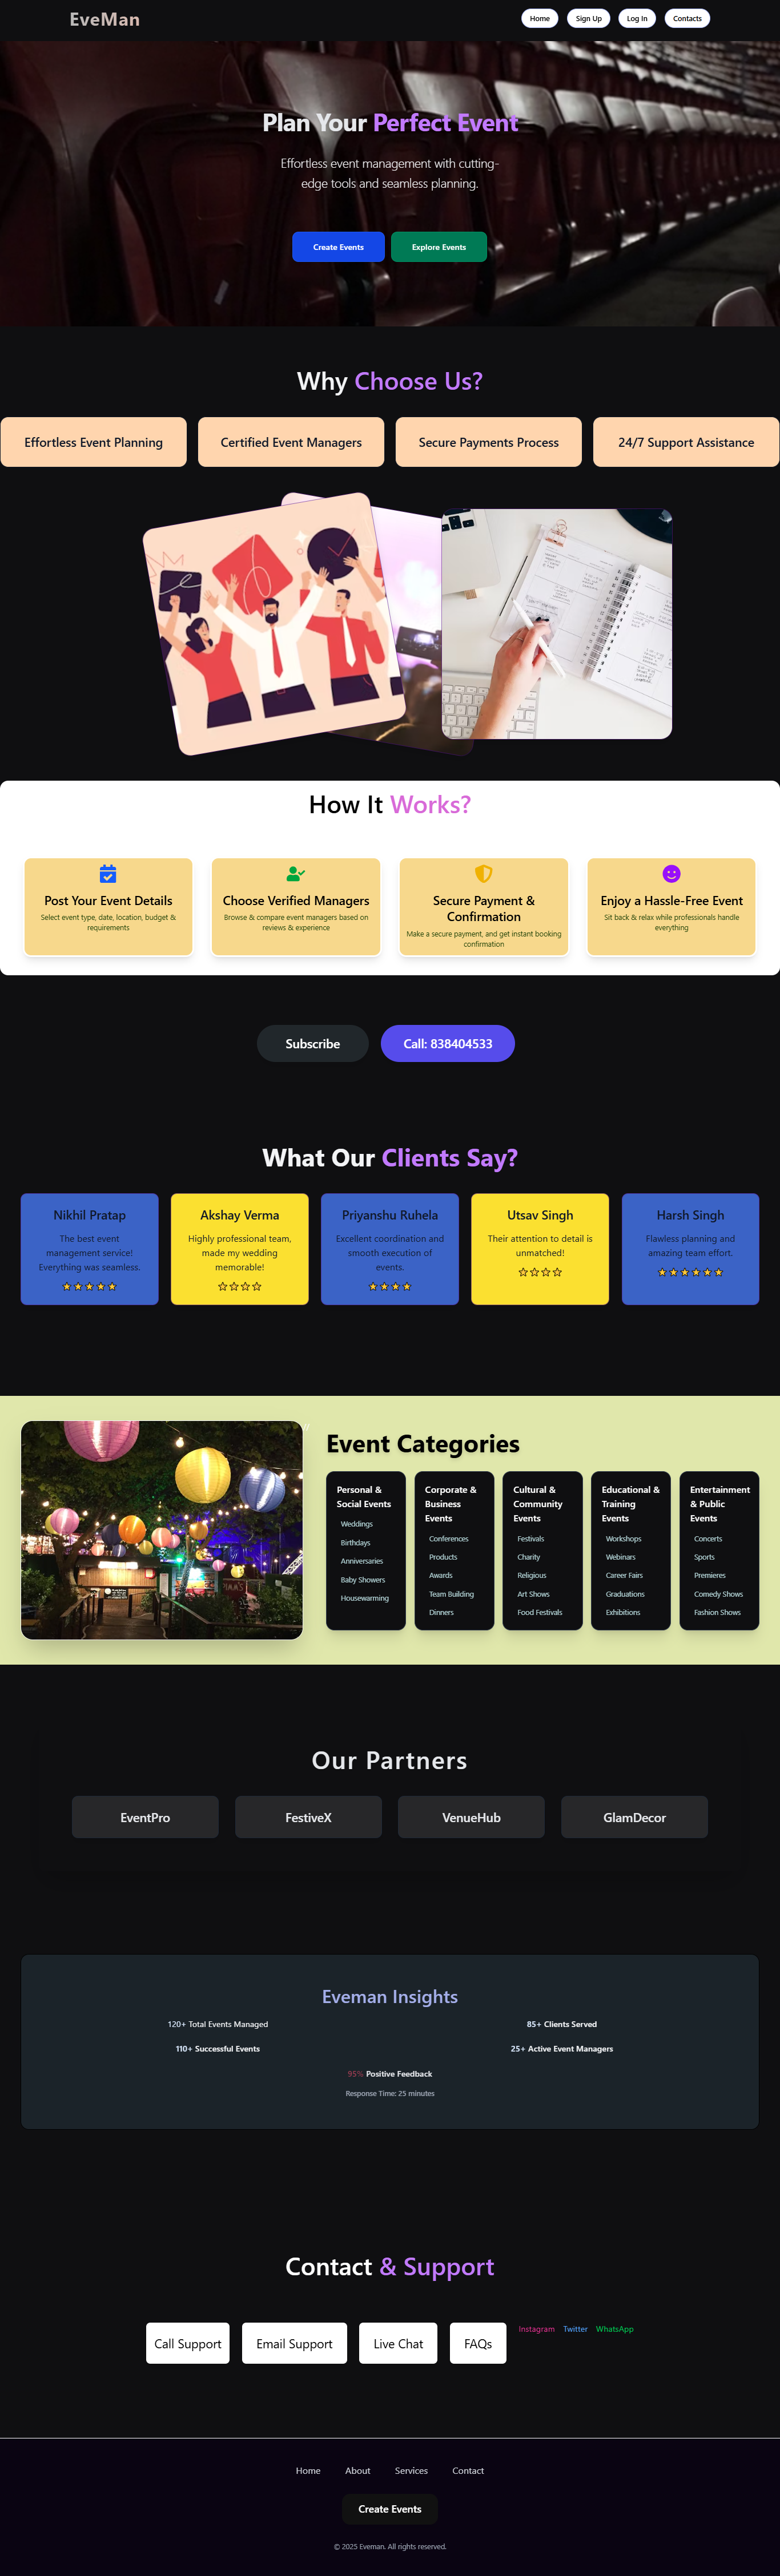 EveMan
Home
Sign Up
Log In
Contacts
Plan Your Perfect Event
Effortless event management with cutting-
edge tools and seamless planning.
Create Events
Explore Events
Why Choose Us?
Effortless Event Planning
Certified Event Managers
Secure Payments Process
24/7 Support Assistance
How It Works?
Post Your Event Details
Select event type, date, location, budget &
requirements
Choose Verified Managers
Browse & compare event managers based on
reviews & experience
Secure Payment &
Confirmation
Make a secure payment, and get instant booking
confirmation
Enjoy a Hassle-Free Event
Sit back & relax while professionals handle
everything
Subscribe
Call: 838404533
What Our Clients Say?
Nikhil Pratap
The best event
management service!
Everything was seamless.
Akshay Verma
Highly professional team,
made my wedding
memorable!
Priyanshu Ruhela
Excellent coordination and
smooth execution of
events.
Utsav Singh
Their attention to detail is
unmatched!
Harsh Singh
Flawless planning and
amazing team effort.
Event Categories
Personal &
Social Events
Weddings
Birthdays
Anniversaries
Baby Showers
Housewarming
Corporate &
Business
Events
Conferences
Products
Awards
Team Building
Dinners
Cultural &
Community
Events
Festivals
Charity
Religious
Art Shows
Food Festivals
Educational &
Training
Events
Workshops
Webinars
Career Fairs
Graduations
Exhibitions
Entertainment
& Public
Events
Concerts
Sports
Premieres
Comedy Shows
Fashion Shows
Our Partners
EventPro
FestiveX
VenueHub
GlamDecor
Eveman Insights
120+ Total Events Managed
85+ Clients Served
110+ Successful Events
25+ Active Event Managers
95% Positive Feedback
Response Time: 25 minutes
Contact & Support
Call Support
Email Support
Live Chat
FAQs
Instagram
Twitter
WhatsApp
Home
About
Services
Contact
Create Events
© 2025 Eveman. All rights reserved.